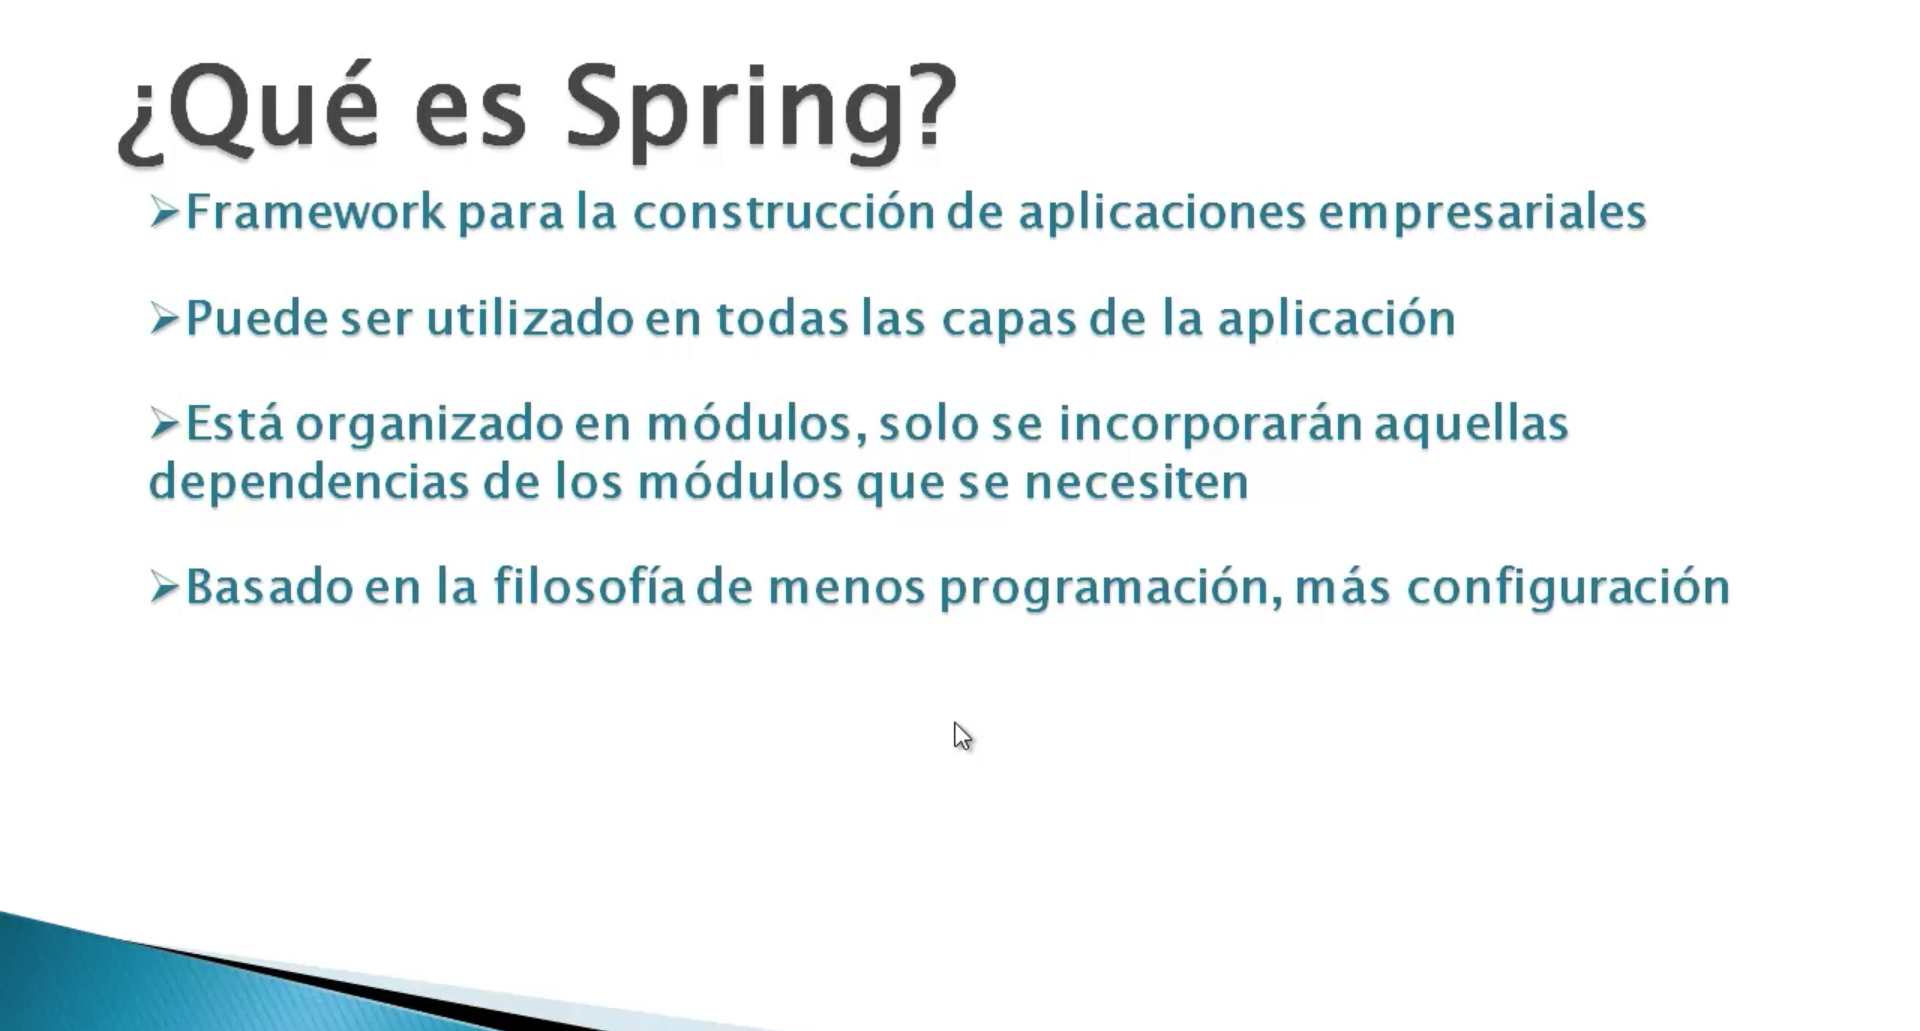 ¿Qué es Spring?
➢Framework para la construcción de aplicaciones empresariales
➢Puede ser utilizado en todas las capas de la aplicación
➢Está organizado en módulos, solo se incorporarán aquellas
dependencias de los módulos que se necesiten
➢Basado en la filosofía de menos programación, más configuración